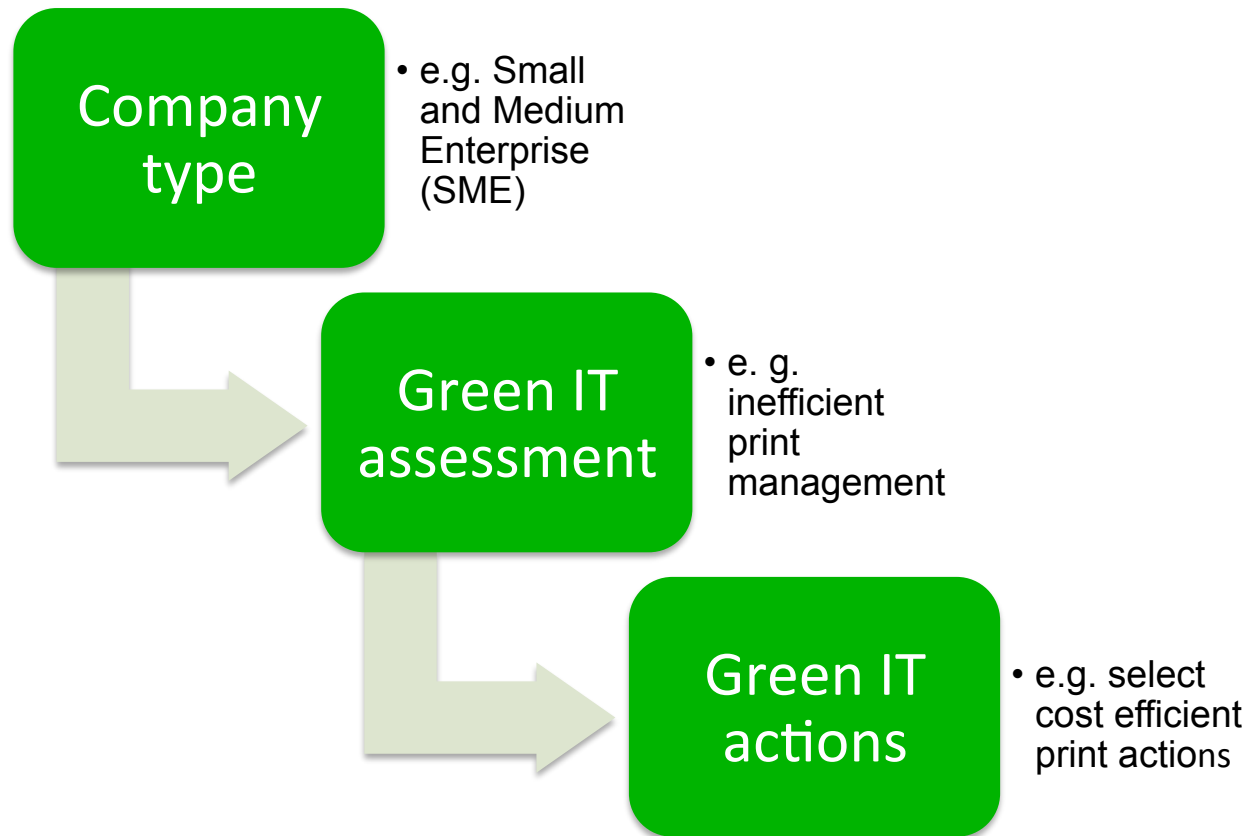 Company
type
• e.g. Small
and Medium
Enterprise
(SME)
Green IT
assessment
• e. g.
inefficient
print
management
Green IT
actions
• e.g. select
cost efficient
print actions